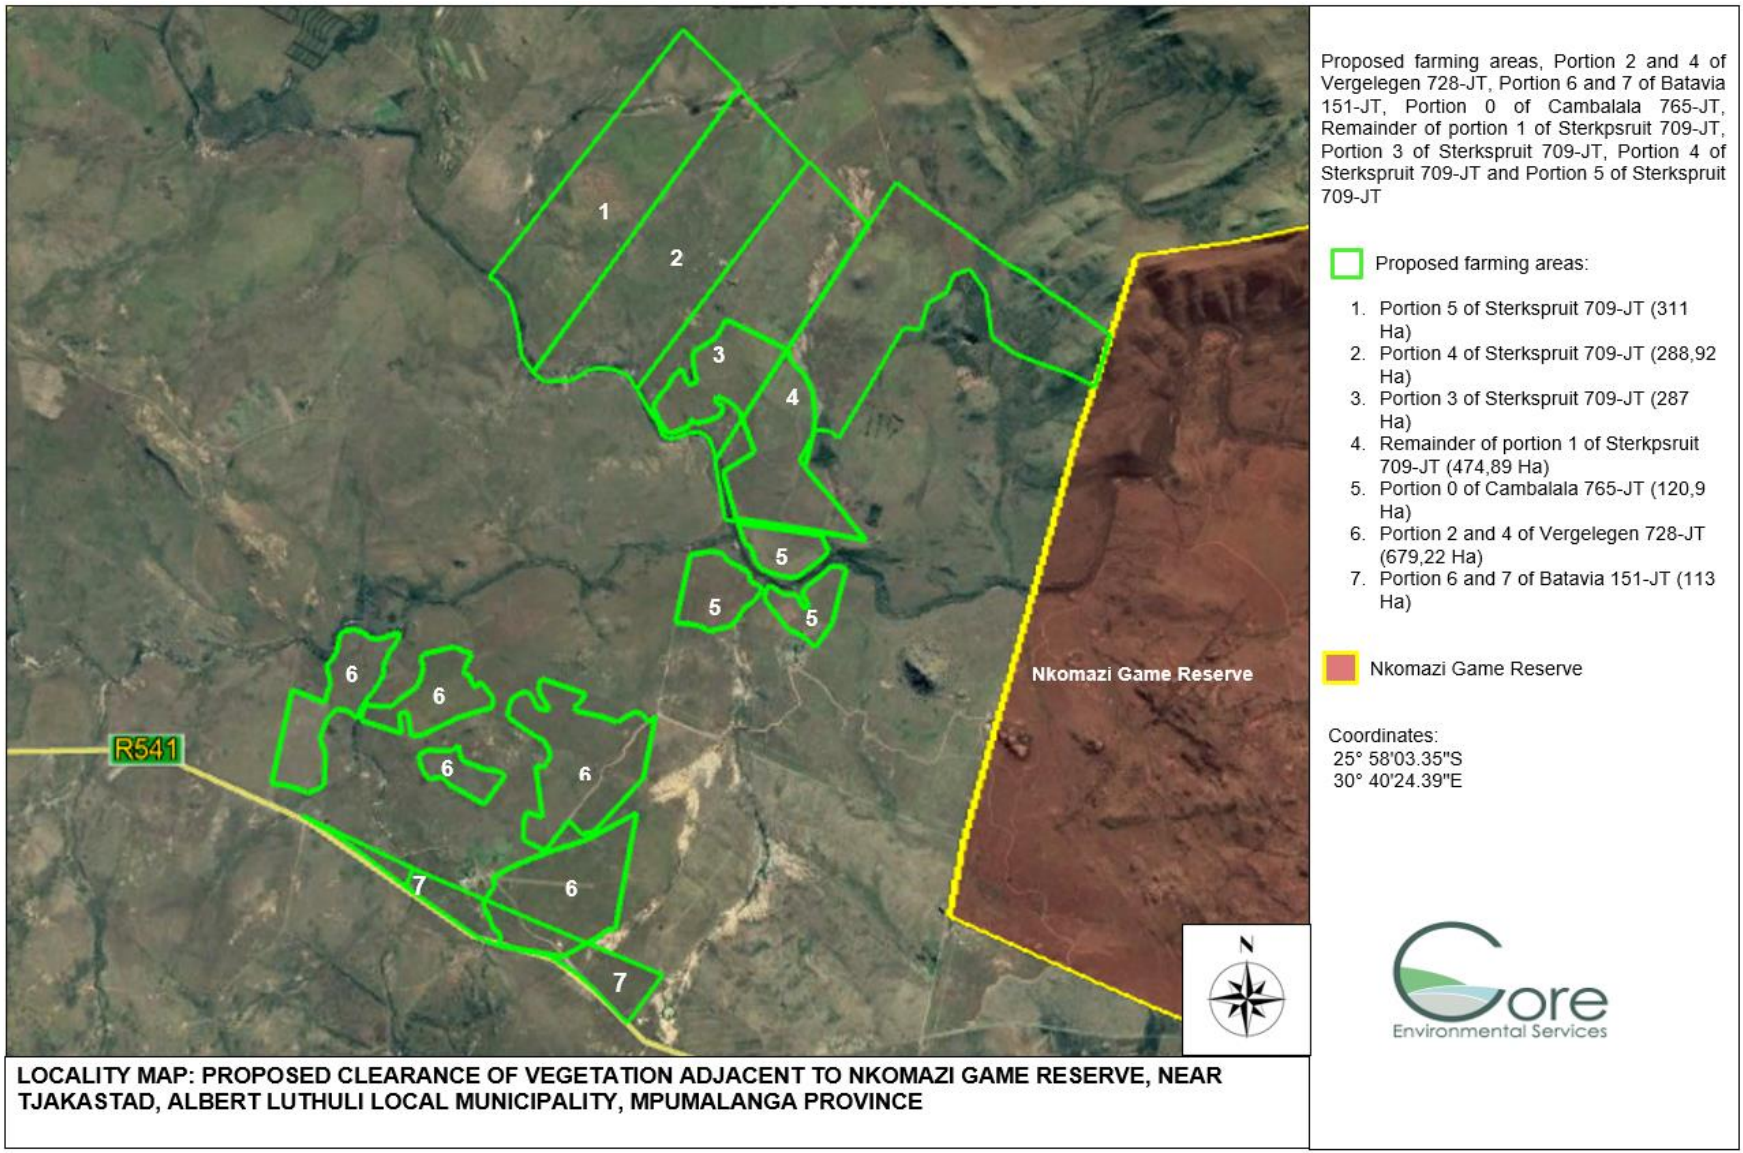 Proposed farming areas, Portion 2 and 4 of
Vergelegen 728-JT, Portion 6 and 7 of Batavia
151-JT, Portion 0 of Cambalala 765-JT,
Remainder of portion 1 of Sterkpsruit 709-JT,
Portion 3 of Sterkspruit 709-JT, Portion 4 of
Sterkspruit 709-JT and Portion 5 of Sterkspruit
709-JT
Proposed farming areas:
1. Portion 5 of Sterkspruit 709-JT (311
Ha)
2. Portion 4 of Sterkspruit 709-JT (288,92
Ha)
3. Portion 3 of Sterkspruit 709-JT (287
Ha)
4. Remainder of portion 1 of Sterkpsruit
709-JT (474,89 Ha)
5. Portion 0 of Cambalala 765-JT (120,9
Ha)
6. Portion 2 and 4 of Vergelegen 728-JT
(679,22 Ha)
7. Portion 6 and 7 of Batavia 151-JT (113
Ha)
Nkomazi Game Reserve
Coordinates:
25° 58'03.35"S
30° 40'24.39"E
Core
Environmental Services
1
2
3
4
5
5
5
6
6
6
6
6
7
7
Nkomazi Game Reserve
R541
N
LOCALITY MAP: PROPOSED CLEARANCE OF VEGETATION ADJACENT TO NKOMAZI GAME RESERVE, NEAR
TJAKASTAD, ALBERT LUTHULI LOCAL MUNICIPALITY, MPUMALANGA PROVINCE